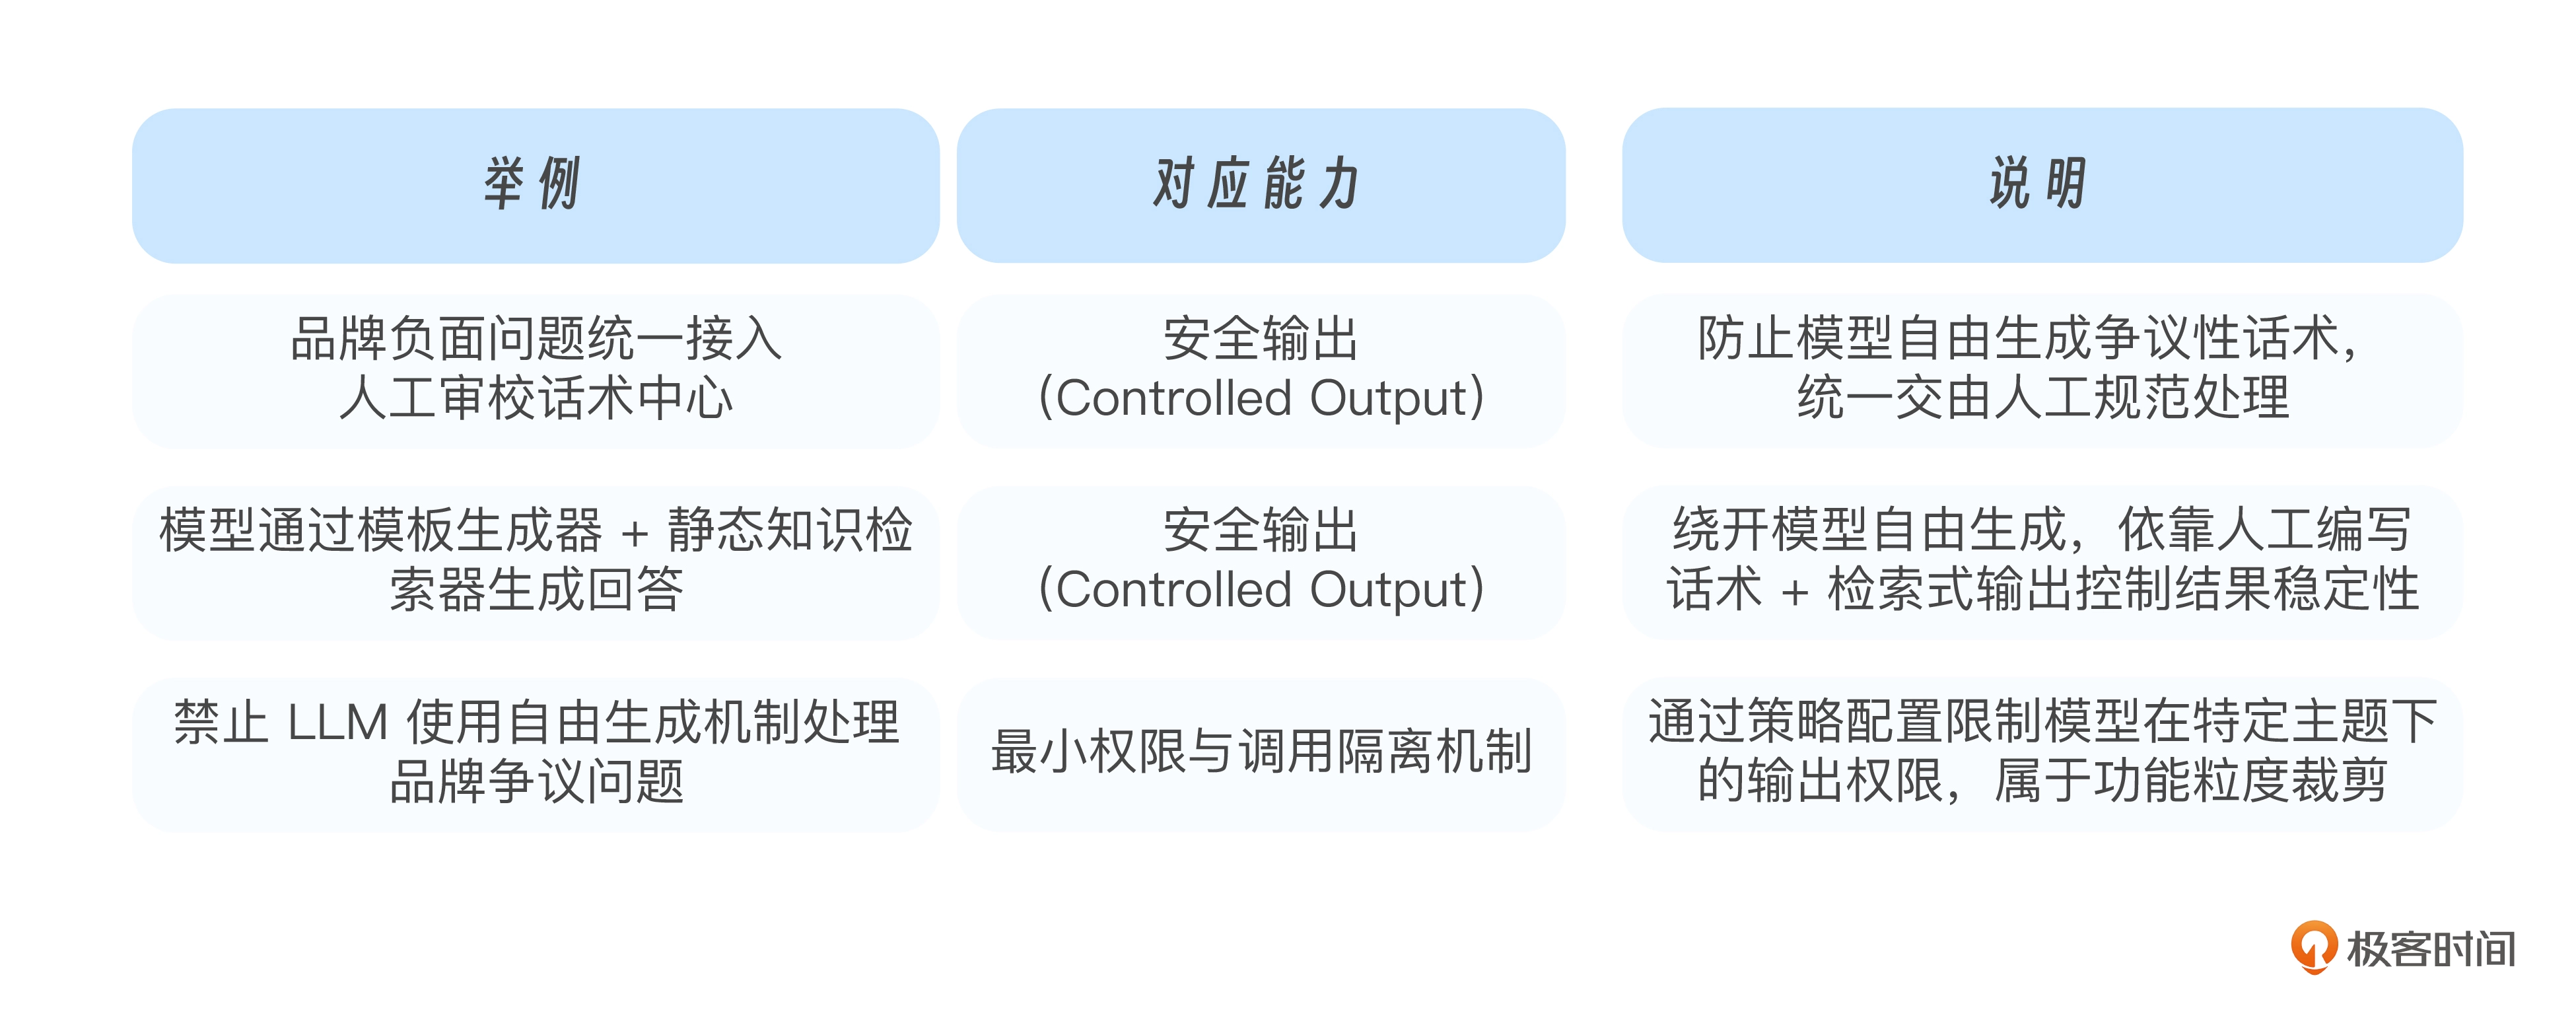 举例
对应能力
说明
品牌负面问题统一接入
人工审校话术中心
安全输出
（Controlled Output）
防止模型自由生成争议性话术，
统一交由人工规范处理
模型通过模板生成器 + 静态知识检
索器生成回答
安全输出
（Controlled Output）
绕开模型自由生成，依靠人工编写
话术 + 检索式输出控制结果稳定性
禁止 LLM 使用自由生成机制处理
品牌争议问题
最小权限与调用隔离机制
通过策略配置限制模型在特定主题下
的输出权限，属于功能粒度裁剪
极客时间